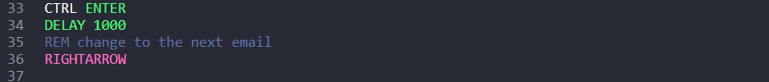 33 CTRL ENTER
34 DELAY 1000
35 REM change to the next email
36 RIGHTARROW
37